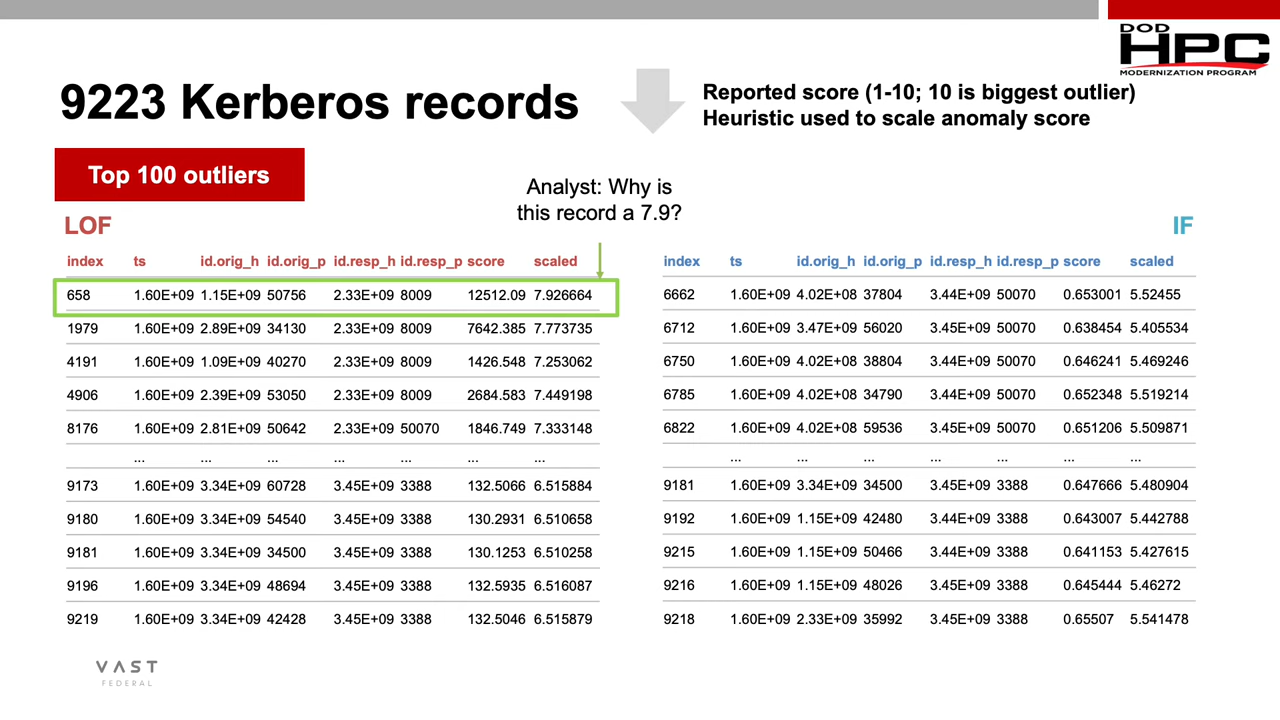 DOD
HPC
MODERNIZATION PROGRAM
9223 Kerberos records
Reported score (1-10; 10 is biggest outlier)
Heuristic used to scale anomaly score
Top 100 outliers
Analyst: Why is
this record a 7.9?
LOF
index ts id.orig_h id.orig_p id.resp_h id.resp_p score scaled
658 1.60E+09 1.15E+09 50756 2.33E+09 8009 12512.09 7.926664
1979 1.60E+09 2.89E+09 34130 2.33E+09 8009 7642.385 7.773735
4191 1.60E+09 1.09E+09 40270 2.33E+09 8009 1426.548 7.253062
4906 1.60E+09 2.39E+09 53050 2.33E+09 8009 2684.583 7.449198
8176 1.60E+09 2.81E+09 50642 2.33E+09 50070 1846.749 7.333148
... ... ... ... ... ... ...
9173 1.60E+09 3.34E+09 60728 3.45E+09 3388 132.5066 6.515884
9180 1.60E+09 3.34E+09 54540 3.45E+09 3388 130.2931 6.510658
9181 1.60E+09 3.34E+09 34500 3.45E+09 3388 130.1253 6.510258
9196 1.60E+09 3.34E+09 48694 3.45E+09 3388 132.5935 6.516087
9219 1.60E+09 3.34E+09 42428 3.45E+09 3388 132.5046 6.515879
IF
index ts id.orig_h id.orig_p id.resp_h id.resp_p score scaled
6662 1.60E+09 4.02E+08 37804 3.44E+09 50070 0.653001 5.52455
6712 1.60E+09 3.47E+09 56020 3.45E+09 50070 0.638454 5.405534
6750 1.60E+09 4.02E+08 38804 3.44E+09 50070 0.646241 5.469246
6785 1.60E+09 4.02E+08 34790 3.44E+09 50070 0.652348 5.519214
6822 1.60E+09 4.02E+08 59536 3.45E+09 50070 0.651206 5.509871
... ... ... ... ... ... ...
9181 1.60E+09 3.34E+09 34500 3.45E+09 3388 0.647666 5.480904
9192 1.60E+09 1.15E+09 42480 3.44E+09 3388 0.643007 5.442788
9215 1.60E+09 1.15E+09 50466 3.44E+09 3388 0.641153 5.427615
9216 1.60E+09 1.15E+09 48026 3.45E+09 3388 0.645444 5.46272
9218 1.60E+09 2.33E+09 35992 3.45E+09 3388 0.65507 5.541478
VAST
FEDERAL